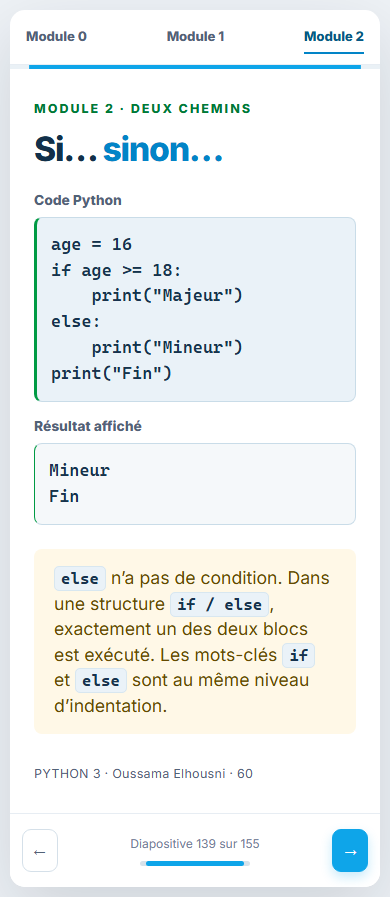 Module 0 Module 1 Module 2
MODULE 2 · DEUX CHEMINS
Si… sinon…
Code Python
age = 16
if age >= 18:
    print("Majeur")
else:
    print("Mineur")
print("Fin")
Résultat affiché
Mineur
Fin
else n’a pas de condition. Dans
une structure if / else,
exactement un des deux blocs
est exécuté. Les mots-clés if
et else sont au même niveau
d’indentation.
PYTHON 3 · Oussama Elhousni · 60
Diapositive 139 sur 155
← →